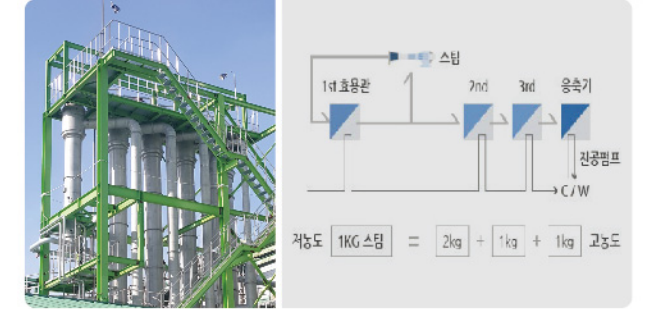 스팀
1st 효용관 2nd 3rd 응축기
진공펌프
C/W
저농도 1KG 스팀 = 2kg + 1kg + 1kg 고농도